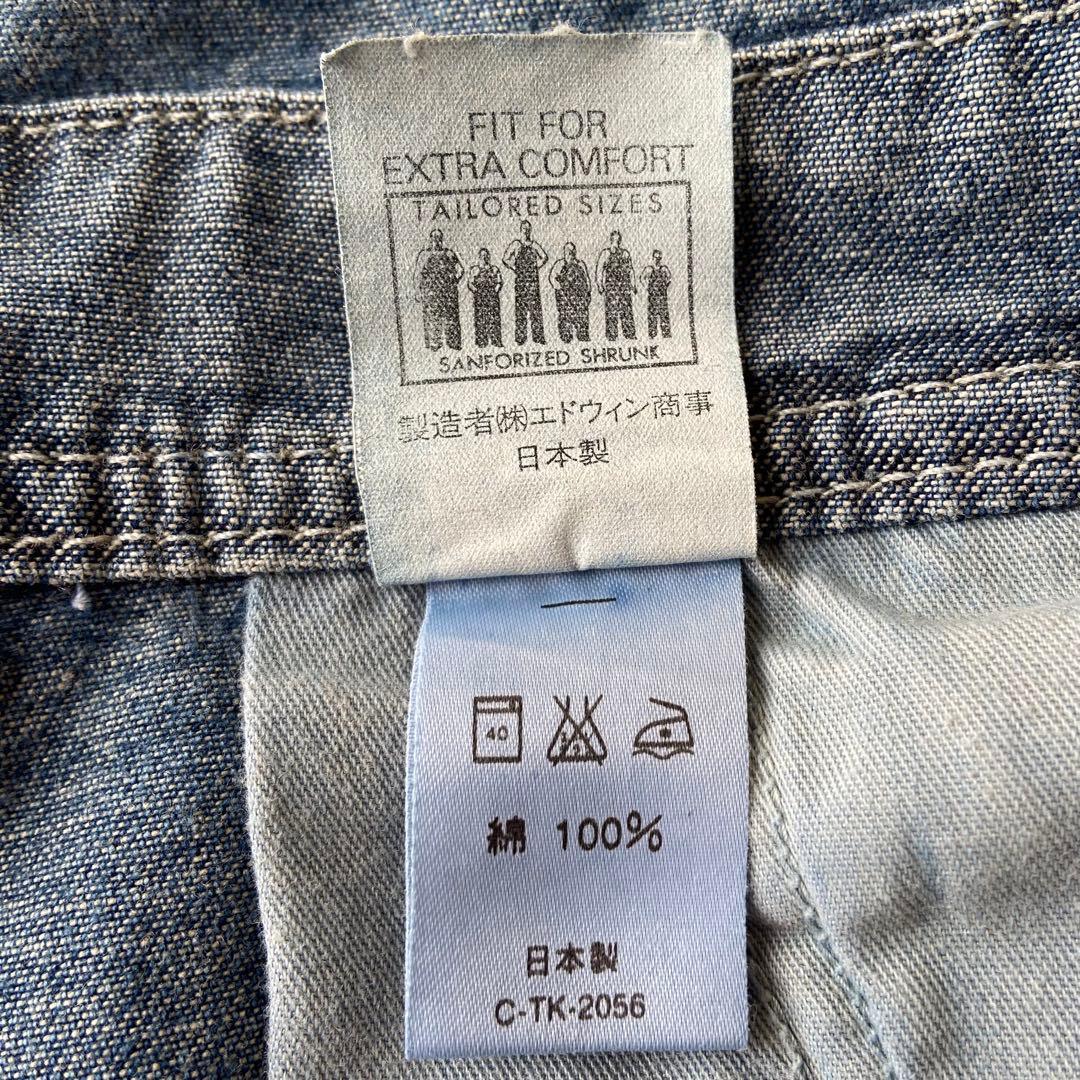 FIT FOR
EXTRA COMFORT
TAILORED SIZES
SANFORIZED SHRUNK
製造者㈱エドウィン商事
日本製
40
綿 100%
日本製
C-TK-2056